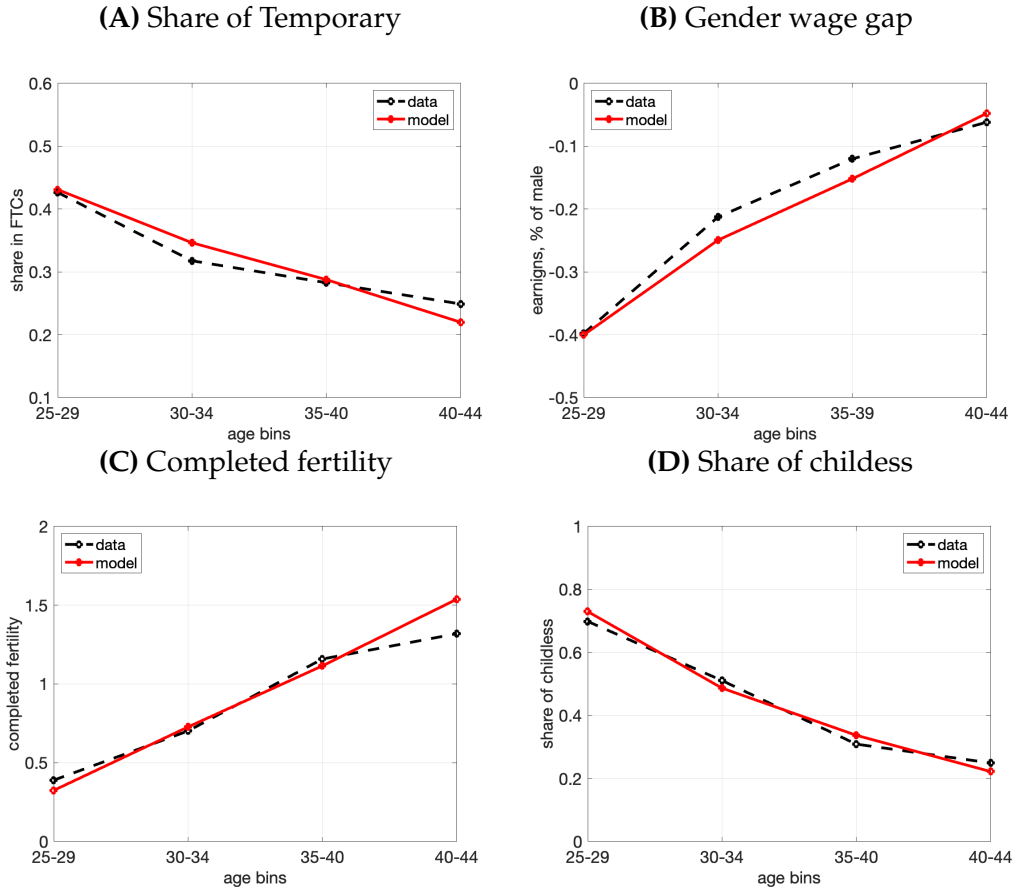 (A) Share of Temporary
0.6
0.5
0.4
0.3
0.2
0.1
share in FTCs
data
model
25-29
30-34
35-40
40-44
age bins
(B) Gender wage gap
0
-0.1
-0.2
-0.3
-0.4
-0.5
earnigns, % of male
data
model
25-29
30-34
35-39
40-44
age bins
(C) Completed fertility
2
1.5
1
0.5
0
completed fertility
data
model
25-29
30-34
35-40
40-44
age bins
(D) Share of childess
1
0.8
0.6
0.4
0.2
0
share of childless
data
model
25-29
30-34
35-40
40-44
age bins